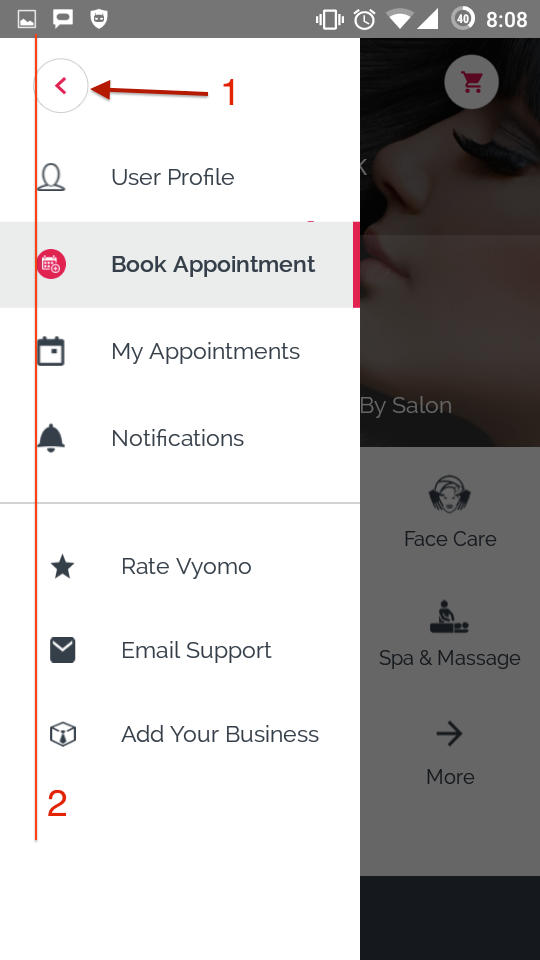 40 8:08
1
User Profile
Book Appointment
My Appointments
Notifications
Rate Vyomo
Email Support
Add Your Business
2
By Salon
Face Care
Spa & Massage
More